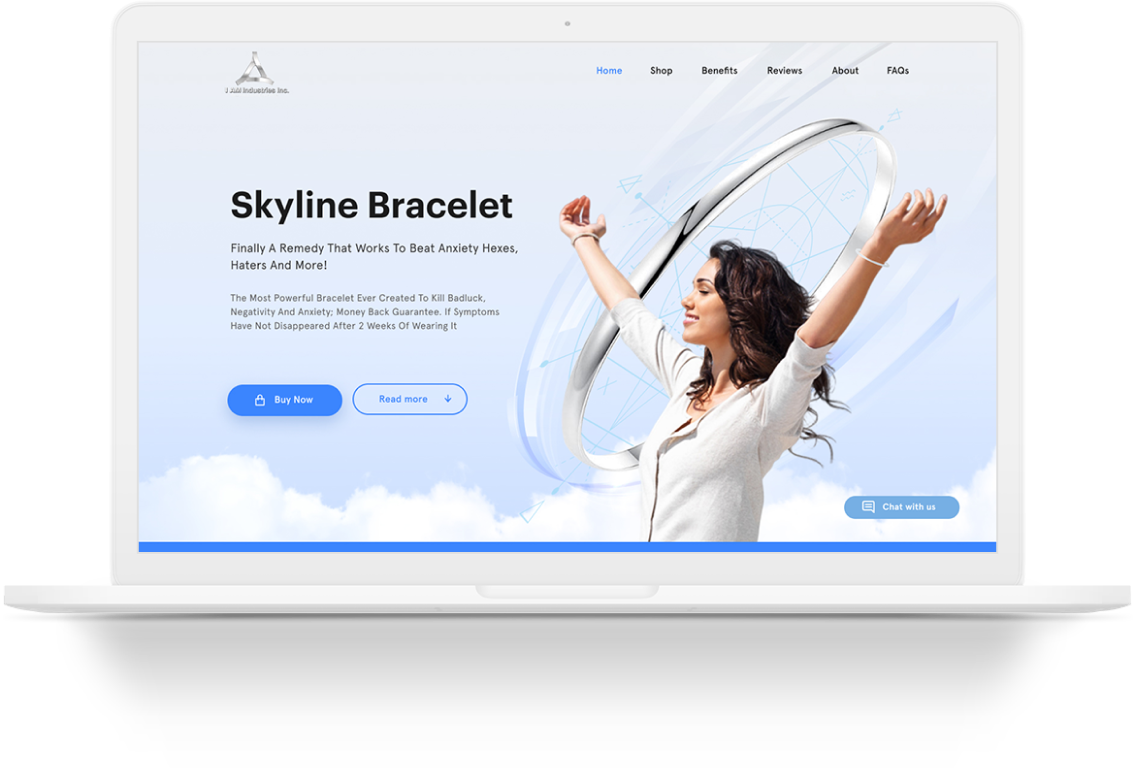 Home Shop Benefits Reviews About FAQs
I AM Industries Inc.
Skyline Bracelet
Finally A Remedy That Works To Beat Anxiety Hexes,
Haters And More!
The Most Powerful Bracelet Ever Created To Kill Badluck,
Negativity And Anxiety; Money Back Guarantee. If Symptoms
Have Not Disappeared After 2 Weeks Of Wearing It
Buy Now Read more
Chat with us